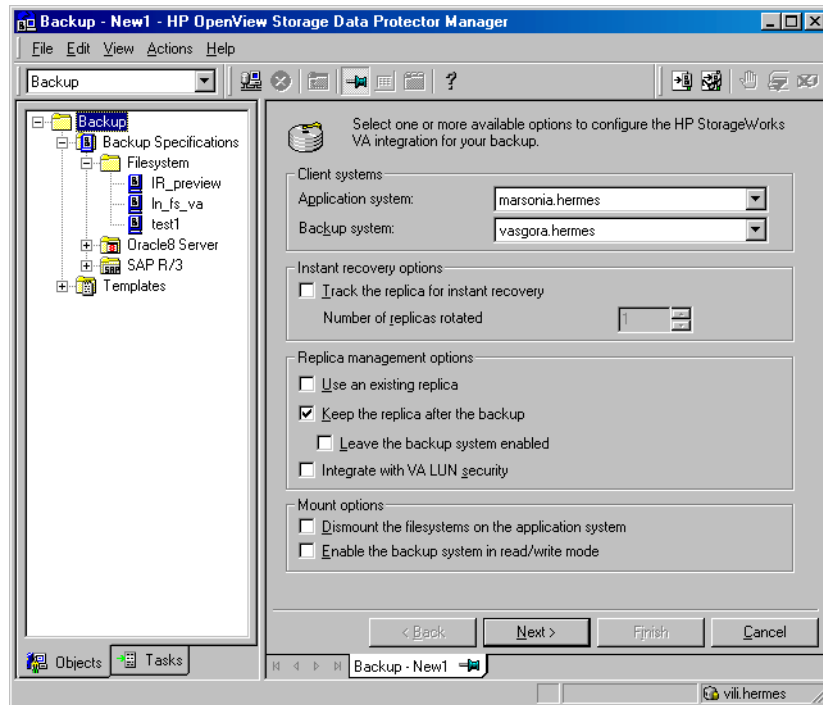 Backup - New1 - HP OpenView Storage Data Protector Manager
File Edit View Actions Help
Backup
?
Backup
Backup Specifications
Filesystem
IR_preview
ln_fs_va
test1
Oracle8 Server
SAP R/3
Templates
Objects
Tasks
Select one or more available options to configure the HP StorageWorks
VA integration for your backup.
Client systems
Application system: marsonia.hermes
Backup system: vasgora.hermes
Instant recovery options
Track the replica for instant recovery
Number of replicas rotated 1
Replica management options
Use an existing replica
Keep the replica after the backup
Leave the backup system enabled
Integrate with VA LUN security
Mount options
Dismount the filesystems on the application system
Enable the backup system in read/write mode
< Back Next > Finish Cancel
Backup - New1
vili.hermes